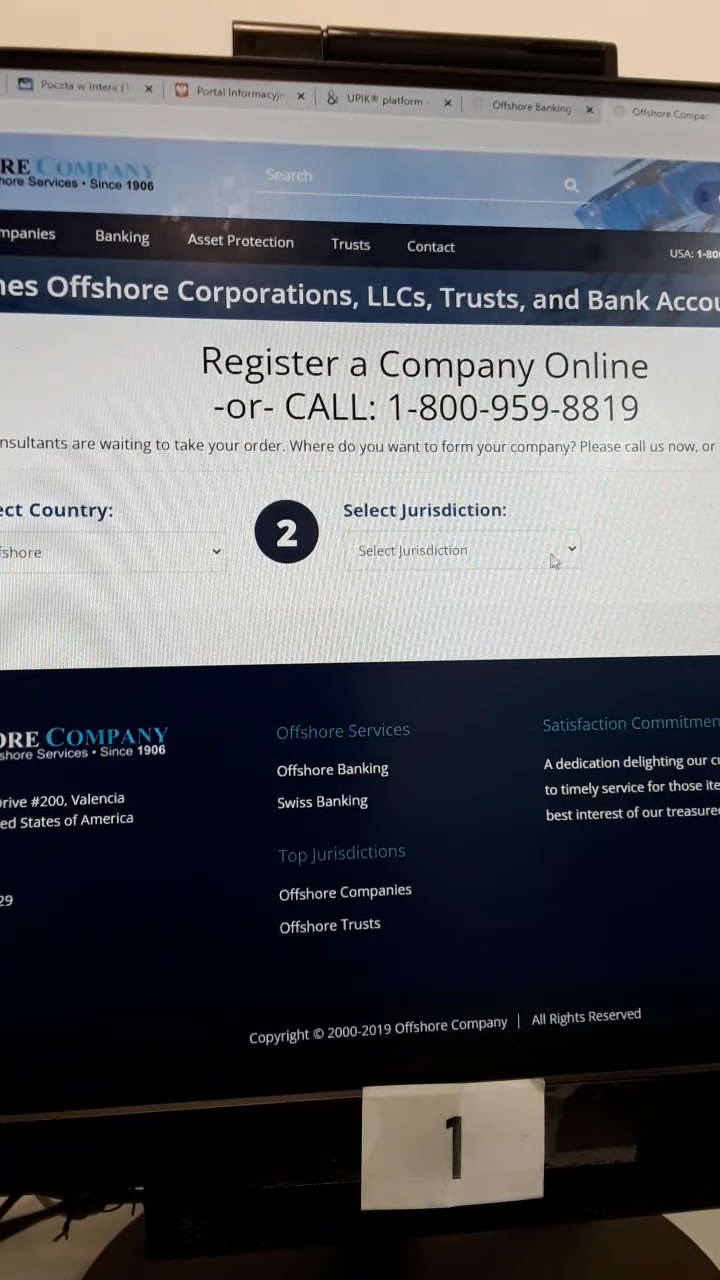 Poczta w Interii (1
Portal Informacyjn
UPIK® platform -
Offshore Banking
Offshore Compan
RE COMPANY
hore Services • Since 1906
Search
mpanies
Banking
Asset Protection
Trusts
Contact
USA: 1-80
nes Offshore Corporations, LLCs, Trusts, and Bank Accou
Register a Company Online
-or- CALL: 1-800-959-8819
nsultants are waiting to take your order. Where do you want to form your company? Please call us now, or
ect Country:
2
Select Jurisdiction:
fshore
Select Jurisdiction
ORE COMPANY
shore Services • Since 1906
Drive #200, Valencia
ed States of America
29
Offshore Services
Offshore Banking
Swiss Banking
Top Jurisdictions
Offshore Companies
Offshore Trusts
Satisfaction Commitmen
A dedication delighting our cu
to timely service for those ite
best interest of our treasure
Copyright © 2000-2019 Offshore Company | All Rights Reserved
1